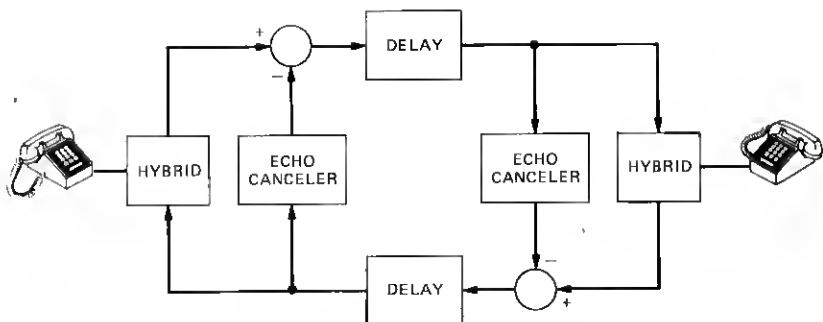 +
−
DELAY
HYBRID
ECHO
CANCELER
ECHO
CANCELER
HYBRID
−
+
DELAY